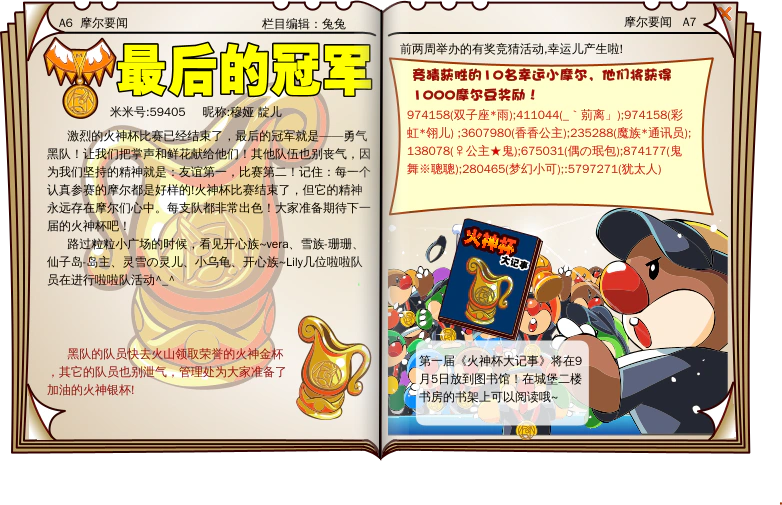 A6 摩尔要闻
栏目编辑：兔兔
最后的冠军
米米号:59405 昵称:穆娅 靛儿
激烈的火神杯比赛已经结束了，最后的冠军就是——勇气
黑队！让我们把掌声和鲜花献给他们！其他队伍也别丧气，因
为我们坚持的精神就是：友谊第一，比赛第二！记住：每一个
认真参赛的摩尔都是好样的!火神杯比赛结束了，但它的精神
永远存在摩尔们心中。每支队都非常出色！大家准备期待下一
届的火神杯吧！
路过粒粒小广场的时候，看见开心族~vera、雪族-珊珊、
仙子岛·岛主、灵雪の灵儿、小乌龟、开心族~Lily几位啦啦队
员在进行啦啦队活动^_^
黑队的队员快去火山领取荣誉的火神金杯
，其它的队员也别泄气，管理处为大家准备了
加油的火神银杯!
摩尔要闻 A7
前两周举办的有奖竞猜活动,幸运儿产生啦!
竞猜获胜的10名幸运小摩尔，他们将获得
1000摩尔豆奖励！
974158(双子座*雨);411044(_｀莂离」);974158(彩
虹*翎儿) ;3607980(香香公主);235288(魔族*通讯员);
138078(♀公主★鬼);675031(偶の珉包);874177(鬼
舞※聰聰);280465(梦幻小可);:5797271(犹太人)
火神杯
大记事
第一届《火神杯大记事》将在9
月5日放到图书馆！在城堡二楼
书房的书架上可以阅读哦~